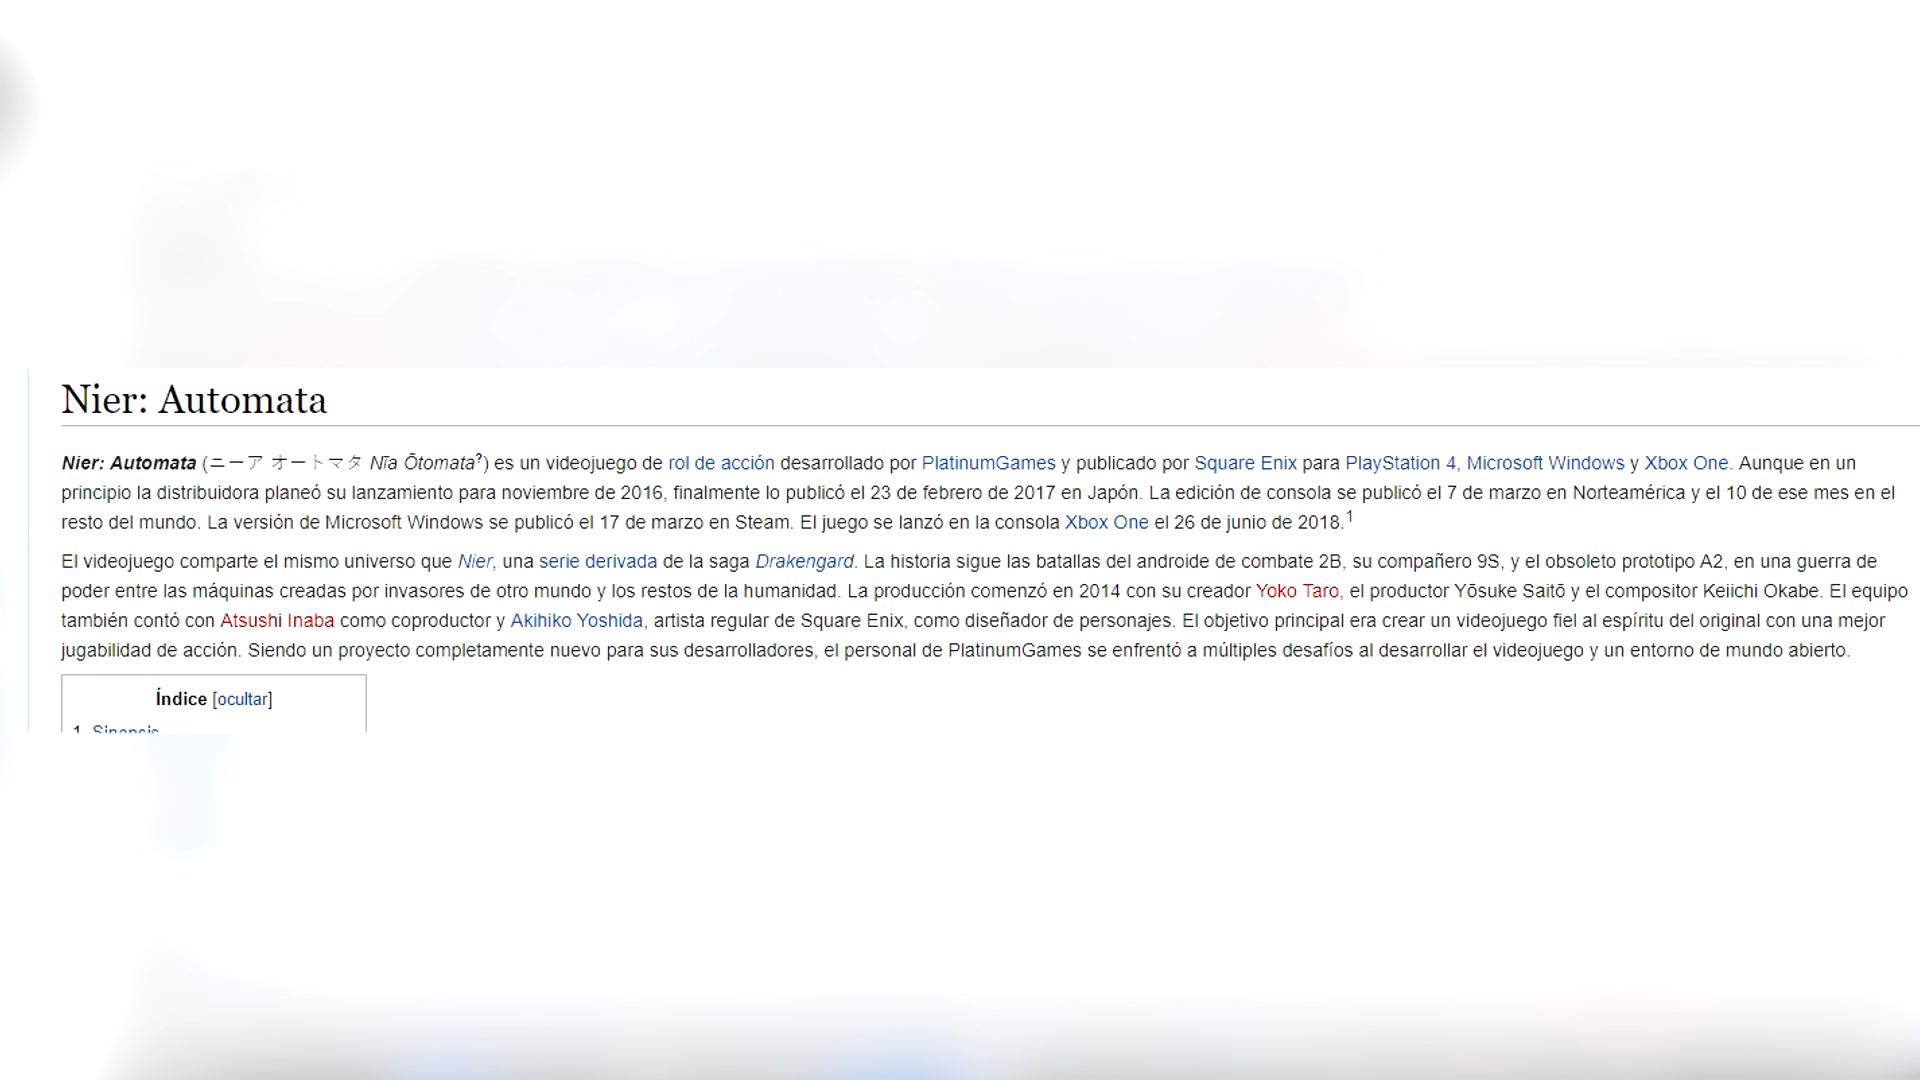 Nier: Automata
Nier: Automata (ニーア オートマタ Nīa Ōtomata?) es un videojuego de rol de acción desarrollado por PlatinumGames y publicado por Square Enix para PlayStation 4, Microsoft Windows y Xbox One. Aunque en un
principio la distribuidora planeó su lanzamiento para noviembre de 2016, finalmente lo publicó el 23 de febrero de 2017 en Japón. La edición de consola se publicó el 7 de marzo en Norteamérica y el 10 de ese mes en el
resto del mundo. La versión de Microsoft Windows se publicó el 17 de marzo en Steam. El juego se lanzó en la consola Xbox One el 26 de junio de 2018.1
El videojuego comparte el mismo universo que Nier, una serie derivada de la saga Drakengard. La historia sigue las batallas del androide de combate 2B, su compañero 9S, y el obsoleto prototipo A2, en una guerra de
poder entre las máquinas creadas por invasores de otro mundo y los restos de la humanidad. La producción comenzó en 2014 con su creador Yoko Taro, el productor Yōsuke Saitō y el compositor Keiichi Okabe. El equipo
también contó con Atsushi Inaba como coproductor y Akihiko Yoshida, artista regular de Square Enix, como diseñador de personajes. El objetivo principal era crear un videojuego fiel al espíritu del original con una mejor
jugabilidad de acción. Siendo un proyecto completamente nuevo para sus desarrolladores, el personal de PlatinumGames se enfrentó a múltiples desafíos al desarrollar el videojuego y un entorno de mundo abierto.
Índice [ocultar]
1 Sinopsis